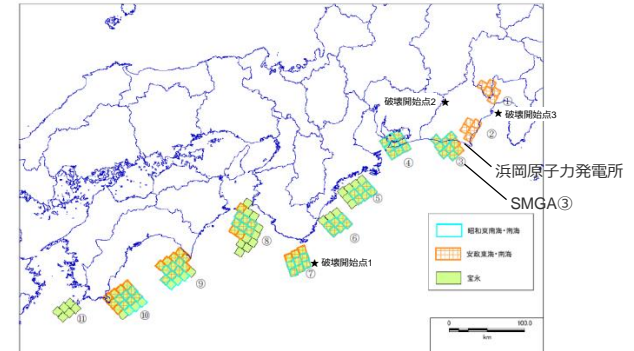 ①
破壊開始点2★
★破壊開始点3
②
浜岡原子力発電所
③
④
SMGA③
⑤
昭和東南海・南海
⑥
⑧
安政東海・南海
⑦
★破壊開始点1
宝永
⑨
⑩
⑪
0
100.0
km